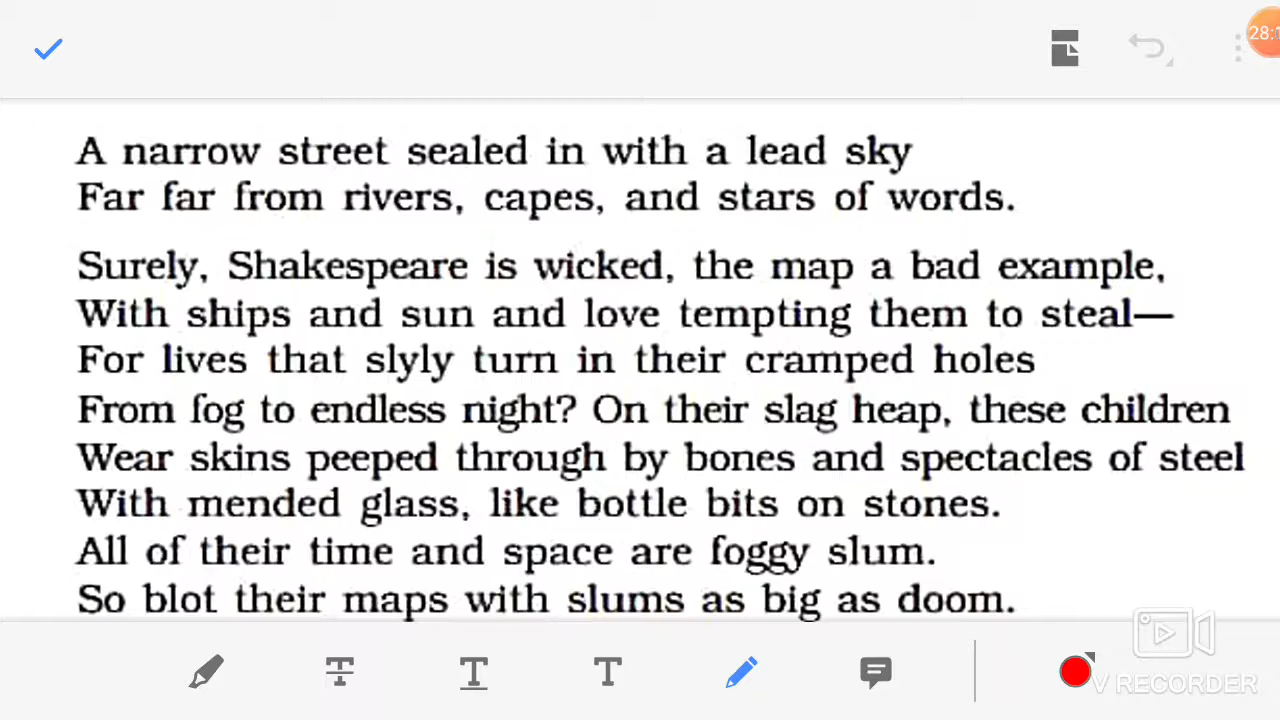 28:1
A narrow street sealed in with a lead sky
Far far from rivers, capes, and stars of words.
Surely, Shakespeare is wicked, the map a bad example,
With ships and sun and love tempting them to steal—
For lives that slyly turn in their cramped holes
From fog to endless night? On their slag heap, these children
Wear skins peeped through by bones and spectacles of steel
With mended glass, like bottle bits on stones.
All of their time and space are foggy slum.
So blot their maps with slums as big as doom.
T T T
V RECORDER